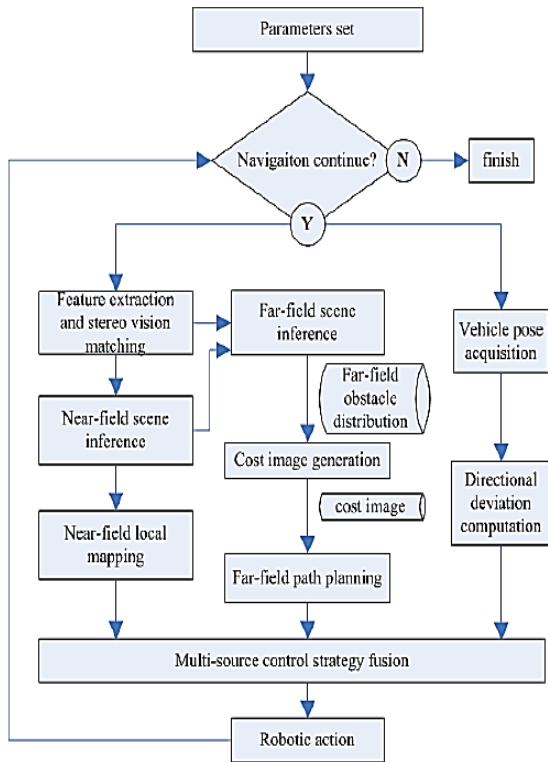 Parameters set
Navigaiton continue?
N
finish
Y
Feature extraction
and stereo vision
matching
Far-field scene
inference
Vehicle pose
acquisition
Far-field
obstacle
distribution
Near-field scene
inference
Cost image generation
Directional
deviation
computation
cost image
Near-field local
mapping
Far-field path planning
Multi-source control strategy fusion
Robotic action